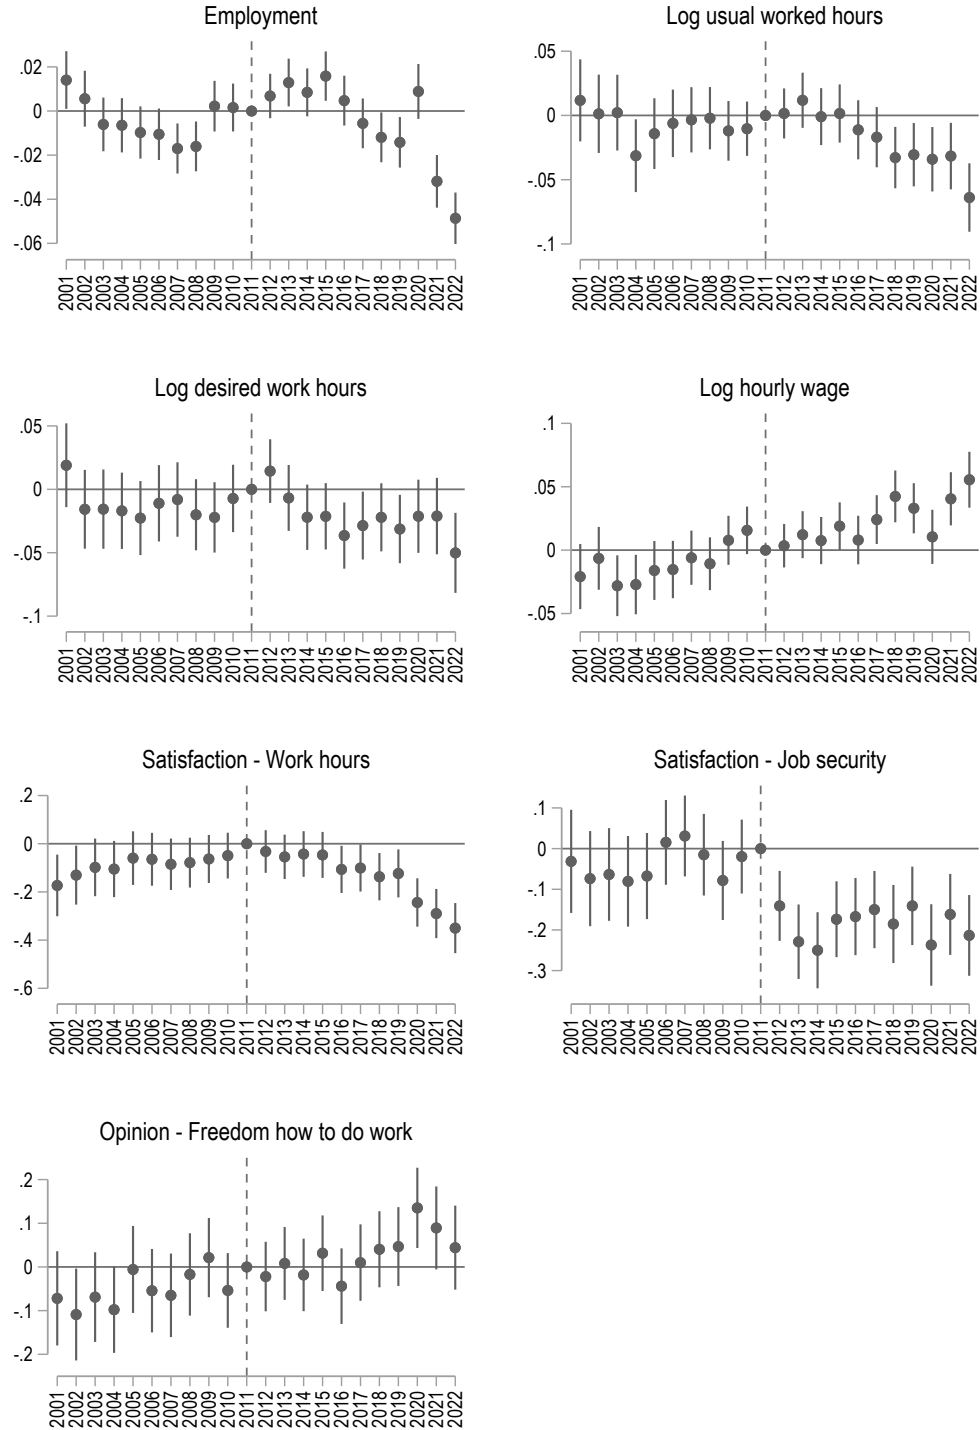 Employment
.02
0
-.02
-.04
-.06
2001 2002 2003 2004 2005 2006 2007 2008 2009 2010 2011 2012 2013 2014 2015 2016 2017 2018 2019 2020 2021 2022
Log usual worked hours
.05
0
-.05
-.1
2001 2002 2003 2004 2005 2006 2007 2008 2009 2010 2011 2012 2013 2014 2015 2016 2017 2018 2019 2020 2021 2022
Log desired work hours
.05
0
-.05
-.1
2001 2002 2003 2004 2005 2006 2007 2008 2009 2010 2011 2012 2013 2014 2015 2016 2017 2018 2019 2020 2021 2022
Log hourly wage
.1
.05
0
-.05
2001 2002 2003 2004 2005 2006 2007 2008 2009 2010 2011 2012 2013 2014 2015 2016 2017 2018 2019 2020 2021 2022
Satisfaction - Work hours
.2
0
-.2
-.4
-.6
2001 2002 2003 2004 2005 2006 2007 2008 2009 2010 2011 2012 2013 2014 2015 2016 2017 2018 2019 2020 2021 2022
Satisfaction - Job security
.1
0
-.1
-.2
-.3
2001 2002 2003 2004 2005 2006 2007 2008 2009 2010 2011 2012 2013 2014 2015 2016 2017 2018 2019 2020 2021 2022
Opinion - Freedom how to do work
.2
.1
0
-.1
-.2
2001 2002 2003 2004 2005 2006 2007 2008 2009 2010 2011 2012 2013 2014 2015 2016 2017 2018 2019 2020 2021 2022